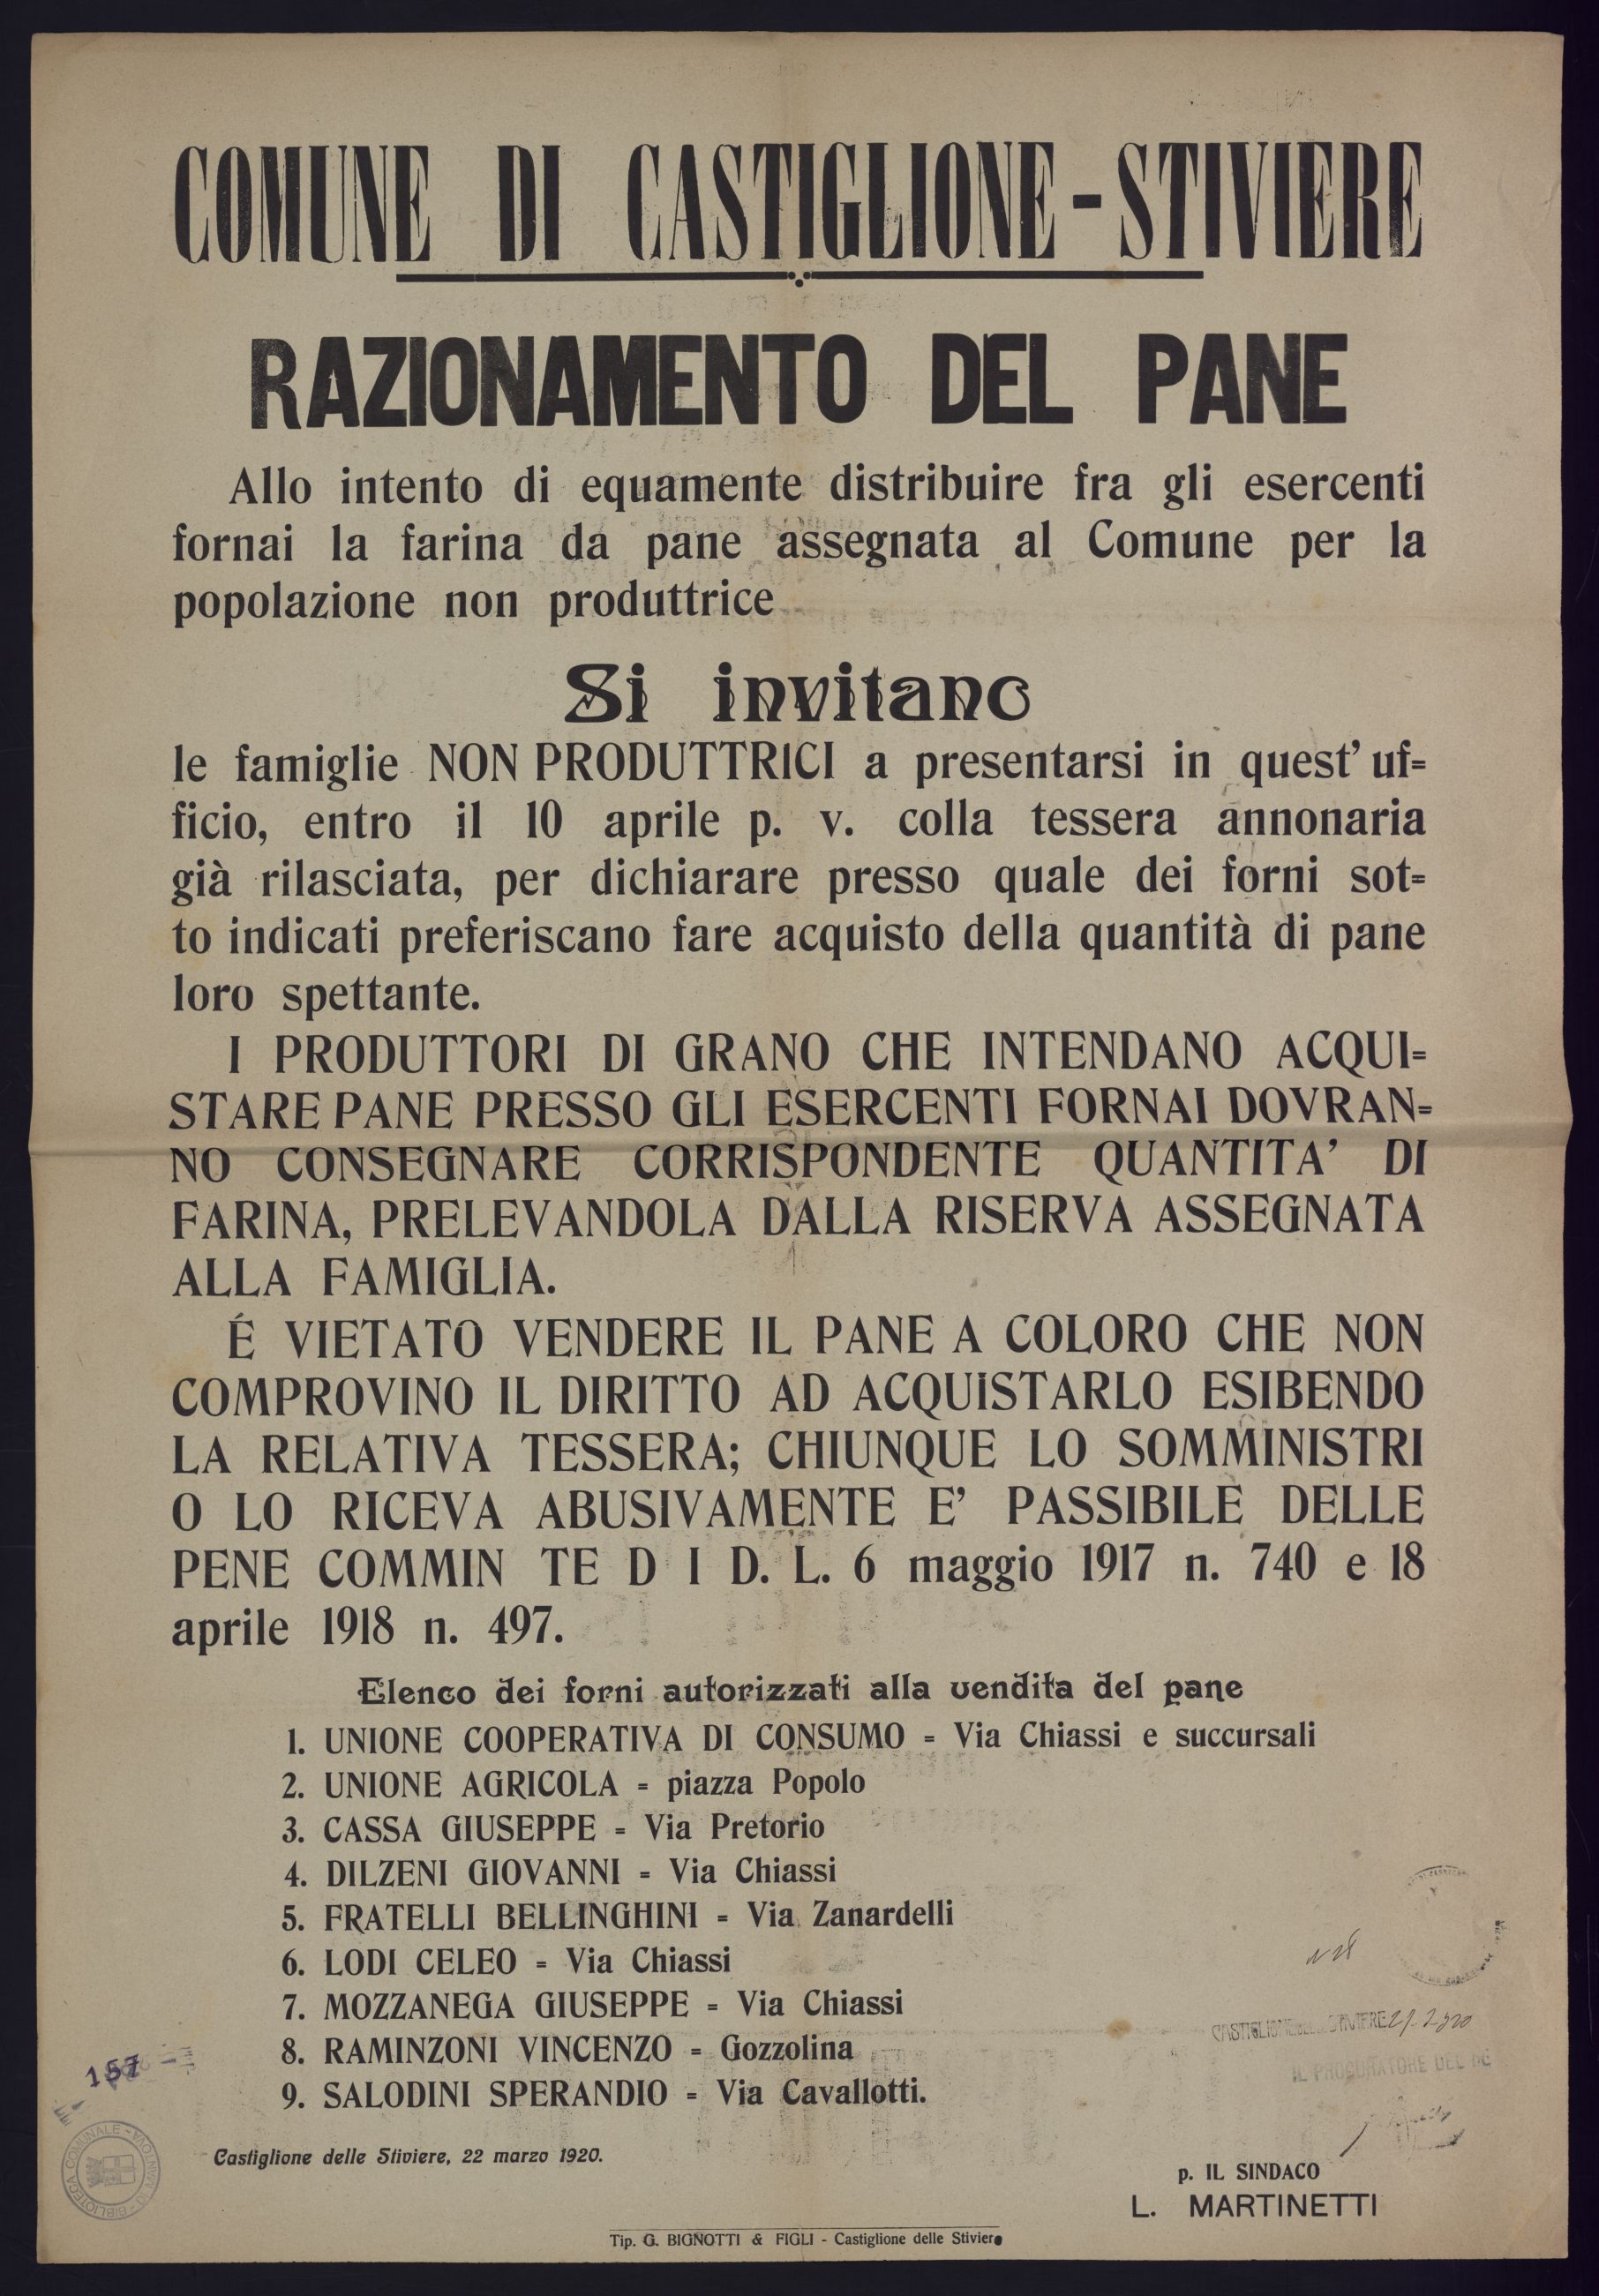 COMUNE DI CASTIGLIONE-STIVIERE
RAZIONAMENTO DEL PANE
Allo intento di equamente distribuire fra gli esercenti
fornai la farina da pane assegnata al Comune per la
popolazione non produttrice
Si invitano
le famiglie NON PRODUTTRICI a presentarsi in quest' uf=
ficio, entro il 10 aprile p. v. colla tessera annonaria
già rilasciata, per dichiarare presso quale dei forni sot=
to indicati preferiscano fare acquisto della quantità di pane
loro spettante.
I PRODUTTORI DI GRANO CHE INTENDANO ACQUI=
STARE PANE PRESSO GLI ESERCENTI FORNAI DOVRAN=
NO CONSEGNARE CORRISPONDENTE QUANTITA' DI
FARINA, PRELEVANDOLA DALLA RISERVA ASSEGNATA
ALLA FAMIGLIA.
É VIETATO VENDERE IL PANE A COLORO CHE NON
COMPROVINO IL DIRITTO AD ACQUISTARLO ESIBENDO
LA RELATIVA TESSERA; CHIUNQUE LO SOMMINISTRI
O LO RICEVA ABUSIVAMENTE E' PASSIBILE DELLE
PENE COMMIN TE D I D. L. 6 maggio 1917 n. 740 e 18
aprile 1918 n. 497.
Elenco dei forni autorizzati alla vendita del pane
1. UNIONE COOPERATIVA DI CONSUMO = Via Chiassi e succursali
2. UNIONE AGRICOLA = piazza Popolo
3. CASSA GIUSEPPE = Via Pretorio
4. DILZENI GIOVANNI = Via Chiassi
5. FRATELLI BELLINGHINI = Via Zanardelli
6. LODI CELEO = Via Chiassi
7. MOZZANEGA GIUSEPPE = Via Chiassi
8. RAMINZONI VINCENZO = Gozzolina
9. SALODINI SPERANDIO = Via Cavallotti.
CASTIGLIONE STIVIERE
IL PROCURATORE DEL
157
BIBLIOTECA COMUNALE - DI MANTOVA
Castiglione delle Stiviere, 22 marzo 1920.
p. IL SINDACO
L. MARTINETTI
Tip. G. BIGNOTTI & FIGLI - Castiglione delle Stiviere